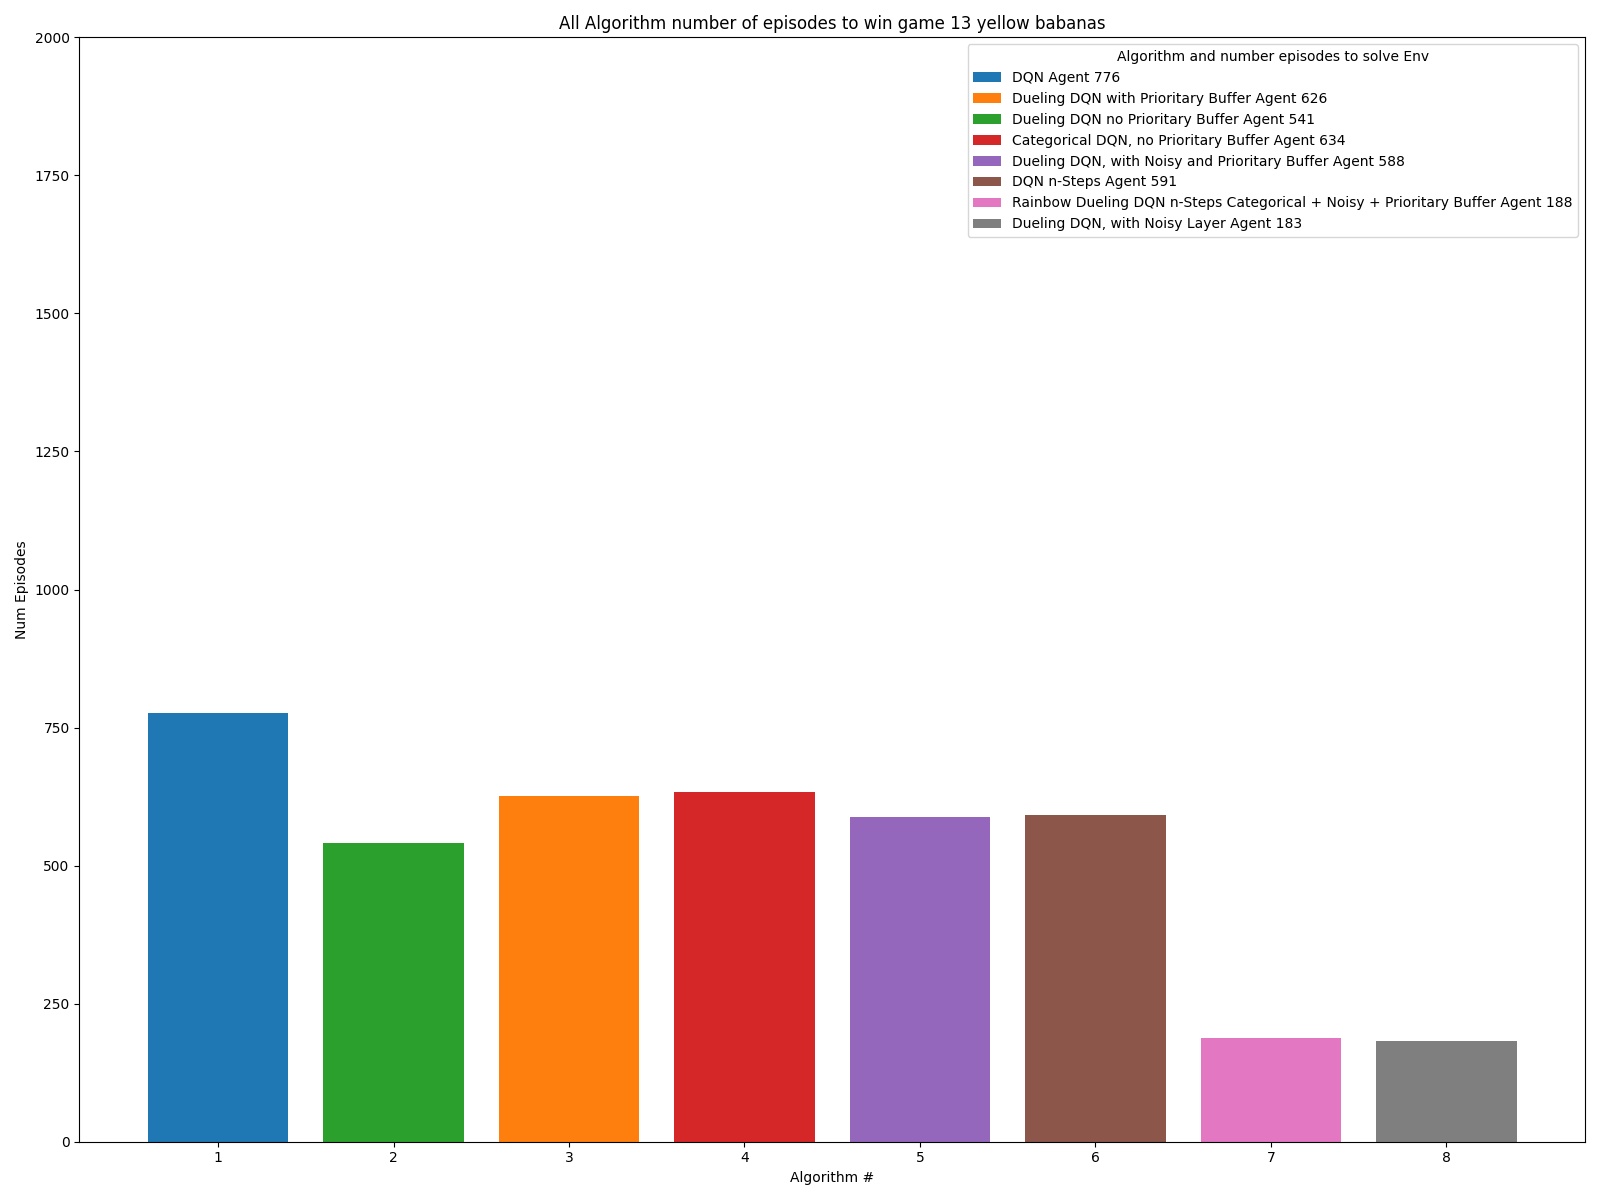 All Algorithm number of episodes to win game 13 yellow babanas
Algorithm and number episodes to solve Env
DQN Agent 776
Dueling DQN with Prioritary Buffer Agent 626
Dueling DQN no Prioritary Buffer Agent 541
Categorical DQN, no Prioritary Buffer Agent 634
Dueling DQN, with Noisy and Prioritary Buffer Agent 588
DQN n-Steps Agent 591
Rainbow Dueling DQN n-Steps Categorical + Noisy + Prioritary Buffer Agent 188
Dueling DQN, with Noisy Layer Agent 183
2000
1750
1500
1250
1000
750
500
250
0
Num Episodes
1 2 3 4 5 6 7 8
Algorithm #